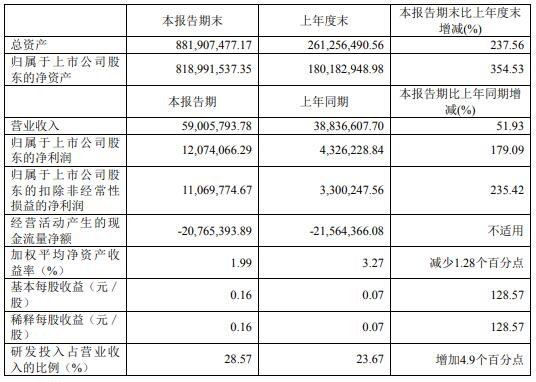 本报告期末 上年度末 本报告期末比上年度末
增减(%)
总资产 881,907,477.17 261,256,490.56 237.56
归属于上市公司股
东的净资产 818,991,537.35 180,182,948.98 354.53
本报告期 上年同期 本报告期比上年同期增
减(%)
营业收入 59,005,793.78 38,836,607.70 51.93
归属于上市公司股
东的净利润 12,074,066.29 4,326,228.84 179.09
归属于上市公司股
东的扣除非经常性
损益的净利润 11,069,774.67 3,300,247.56 235.42
经营活动产生的现
金流量净额 -20,765,393.89 -21,564,366.08 不适用
加权平均净资产收
益率（%） 1.99 3.27 减少1.28个百分点
基本每股收益（元／
股） 0.16 0.07 128.57
稀释每股收益（元／
股） 0.16 0.07 128.57
研发投入占营业收
入的比例（%） 28.57 23.67 增加4.9个百分点